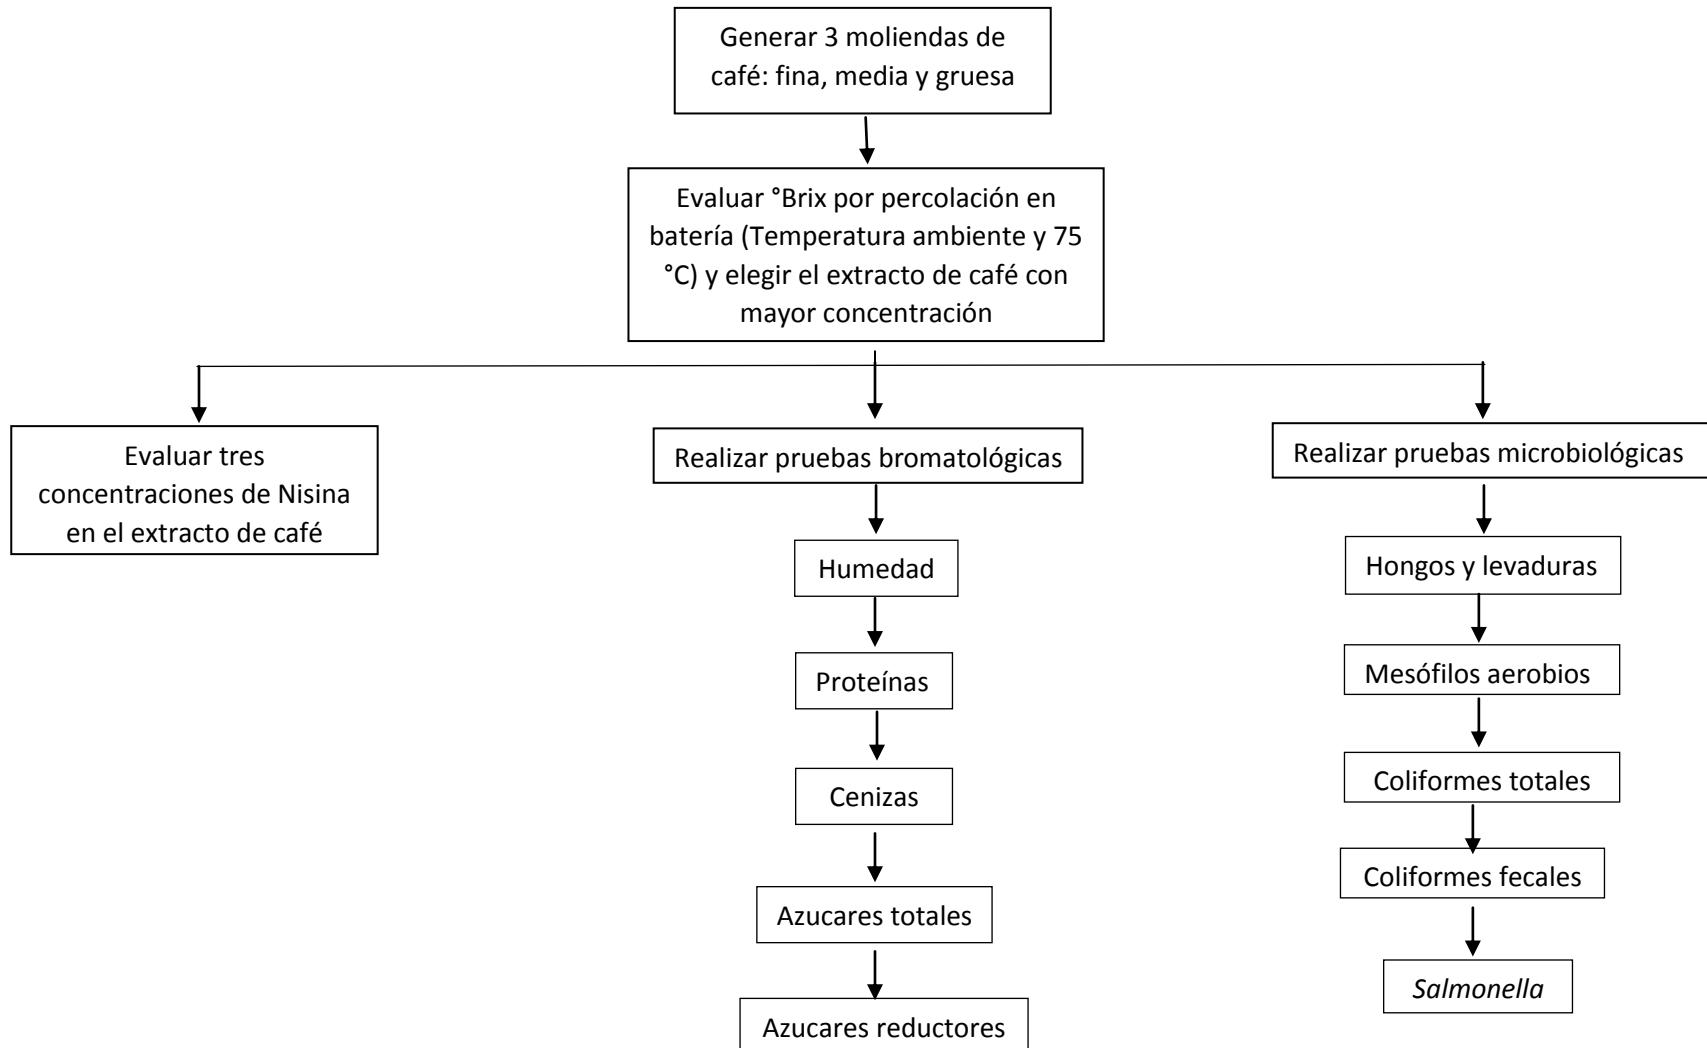 Generar 3 moliendas de
café: fina, media y gruesa
Evaluar °Brix por percolación en
batería (Temperatura ambiente y 75
°C) y elegir el extracto de café con
mayor concentración
Evaluar tres
concentraciones de Nisina
en el extracto de café
Realizar pruebas bromatológicas
Humedad
Proteínas
Cenizas
Azucares totales
Azucares reductores
Realizar pruebas microbiológicas
Hongos y levaduras
Mesófilos aerobios
Coliformes totales
Coliformes fecales
Salmonella